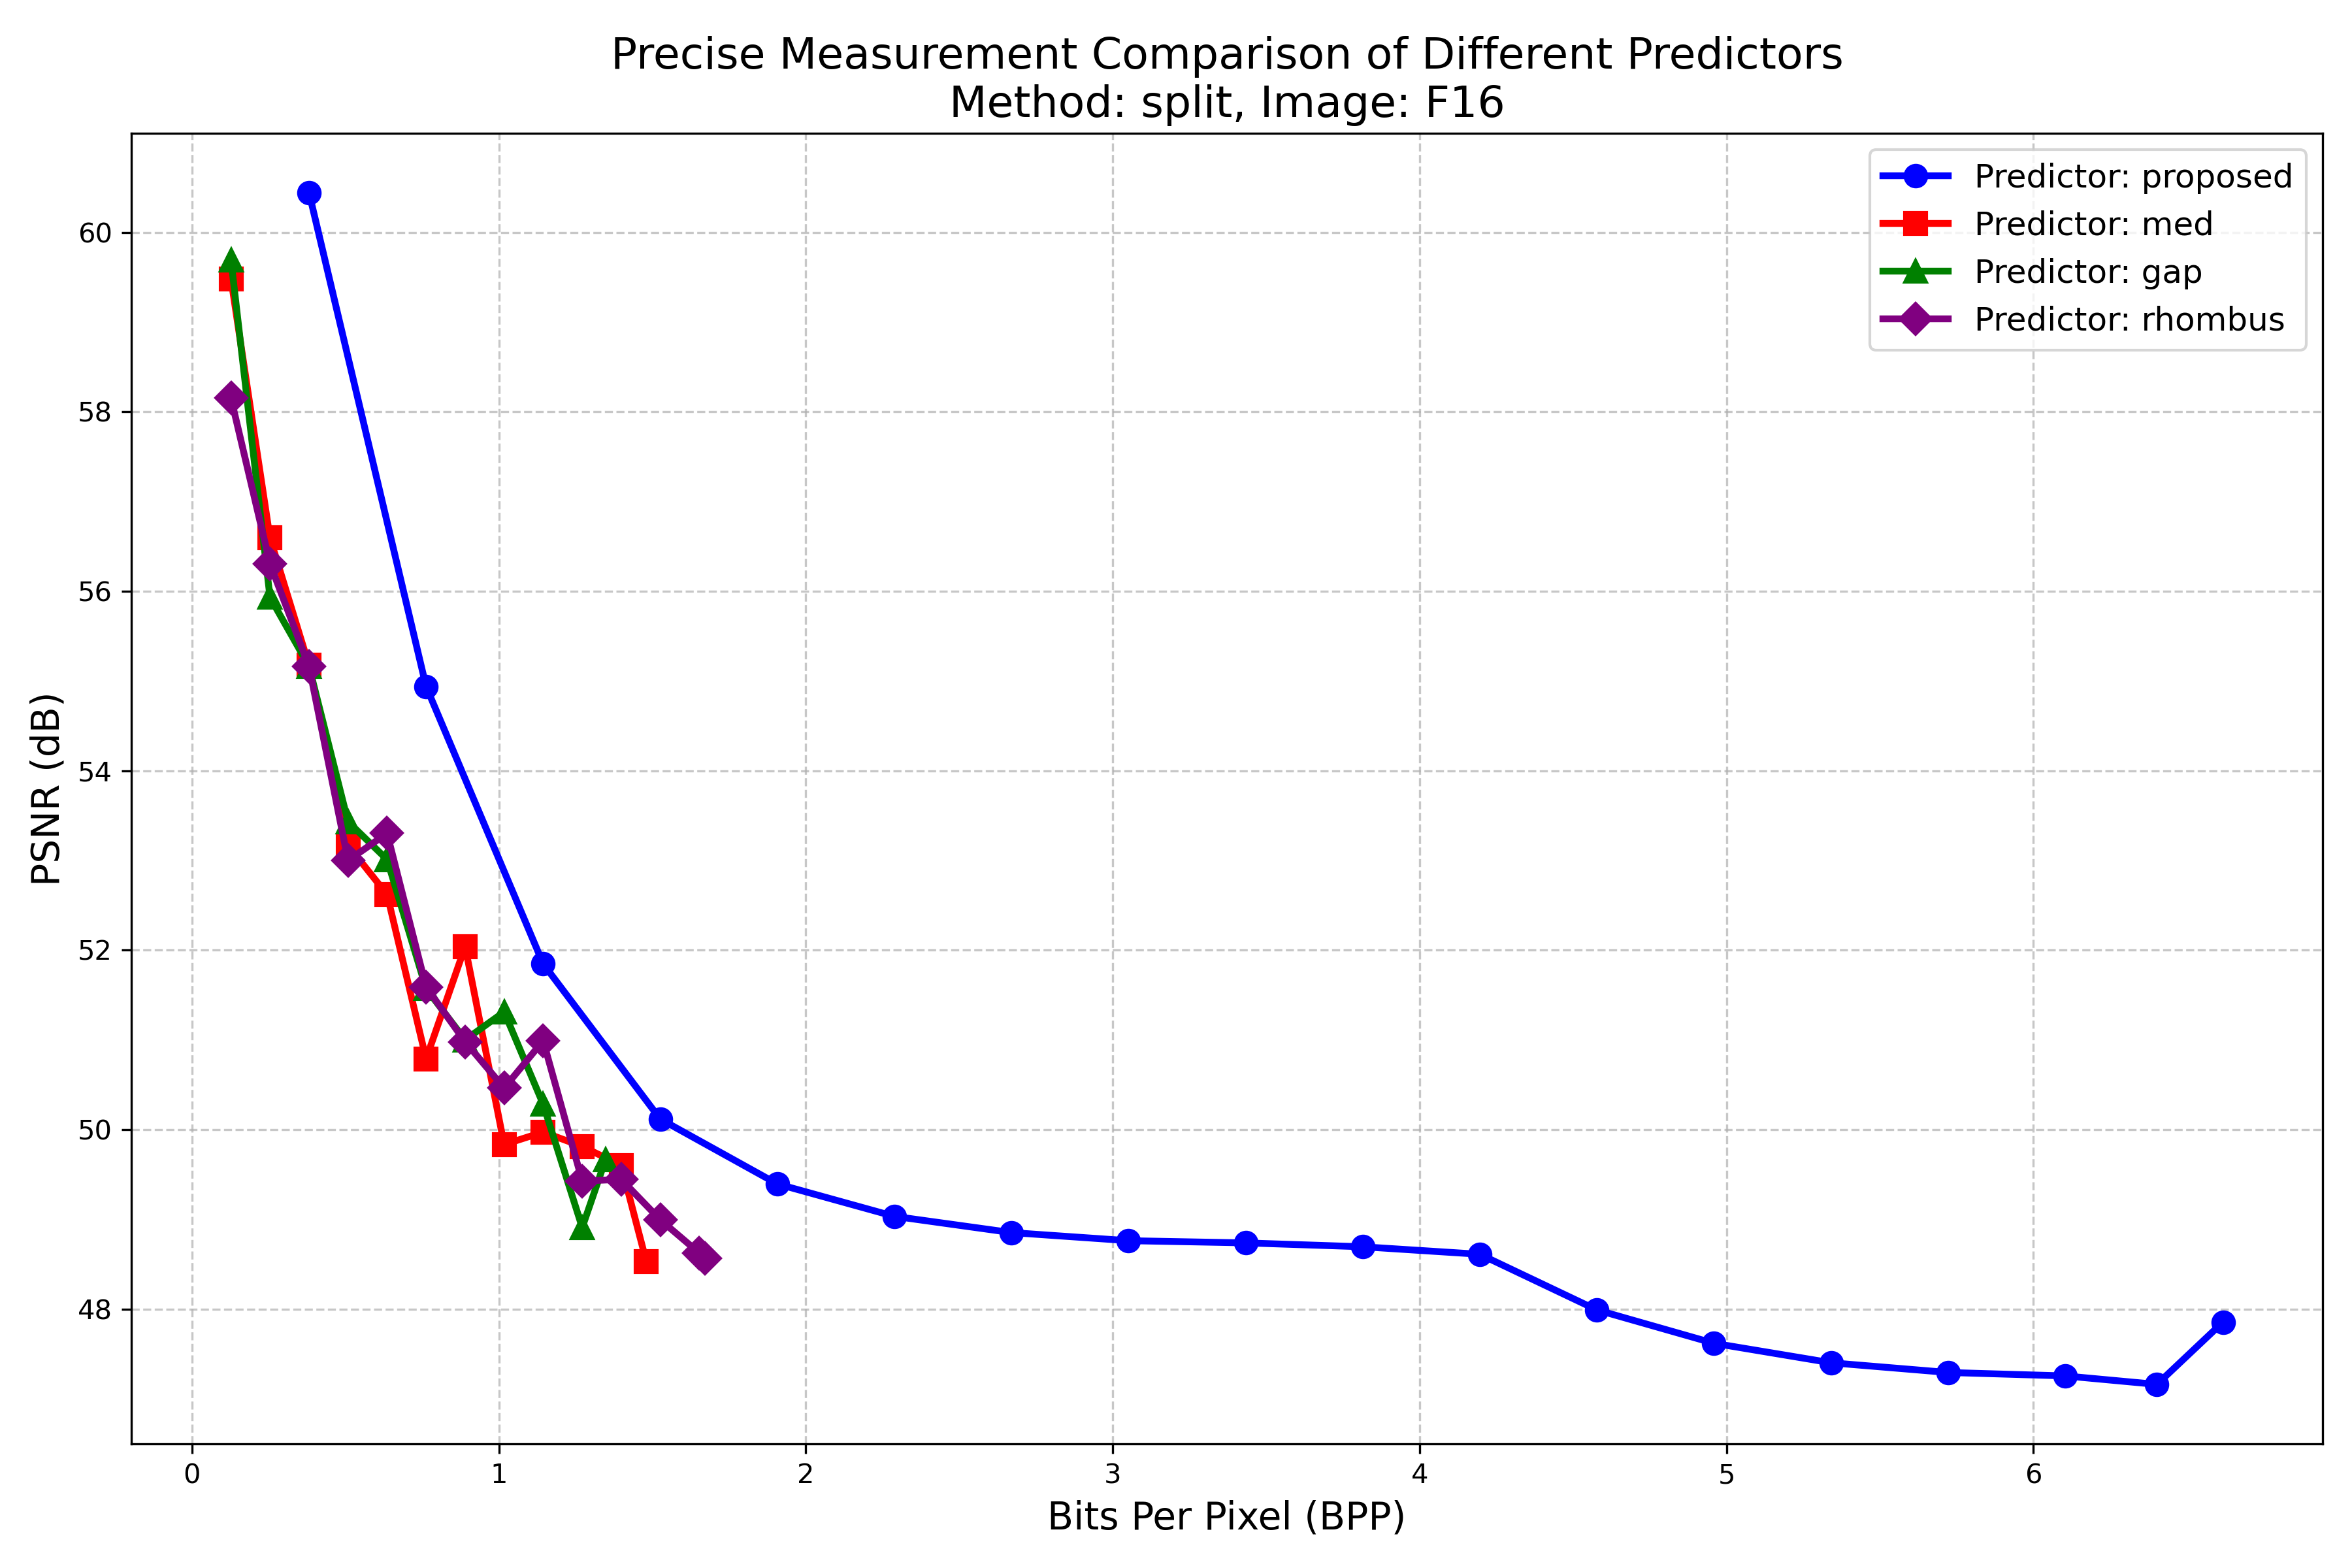 Precise Measurement Comparison of Different Predictors
Method: split, Image: F16
Predictor: proposed
Predictor: med
Predictor: gap
Predictor: rhombus
PSNR (dB)
60
58
56
54
52
50
48
0 1 2 3 4 5 6
Bits Per Pixel (BPP)